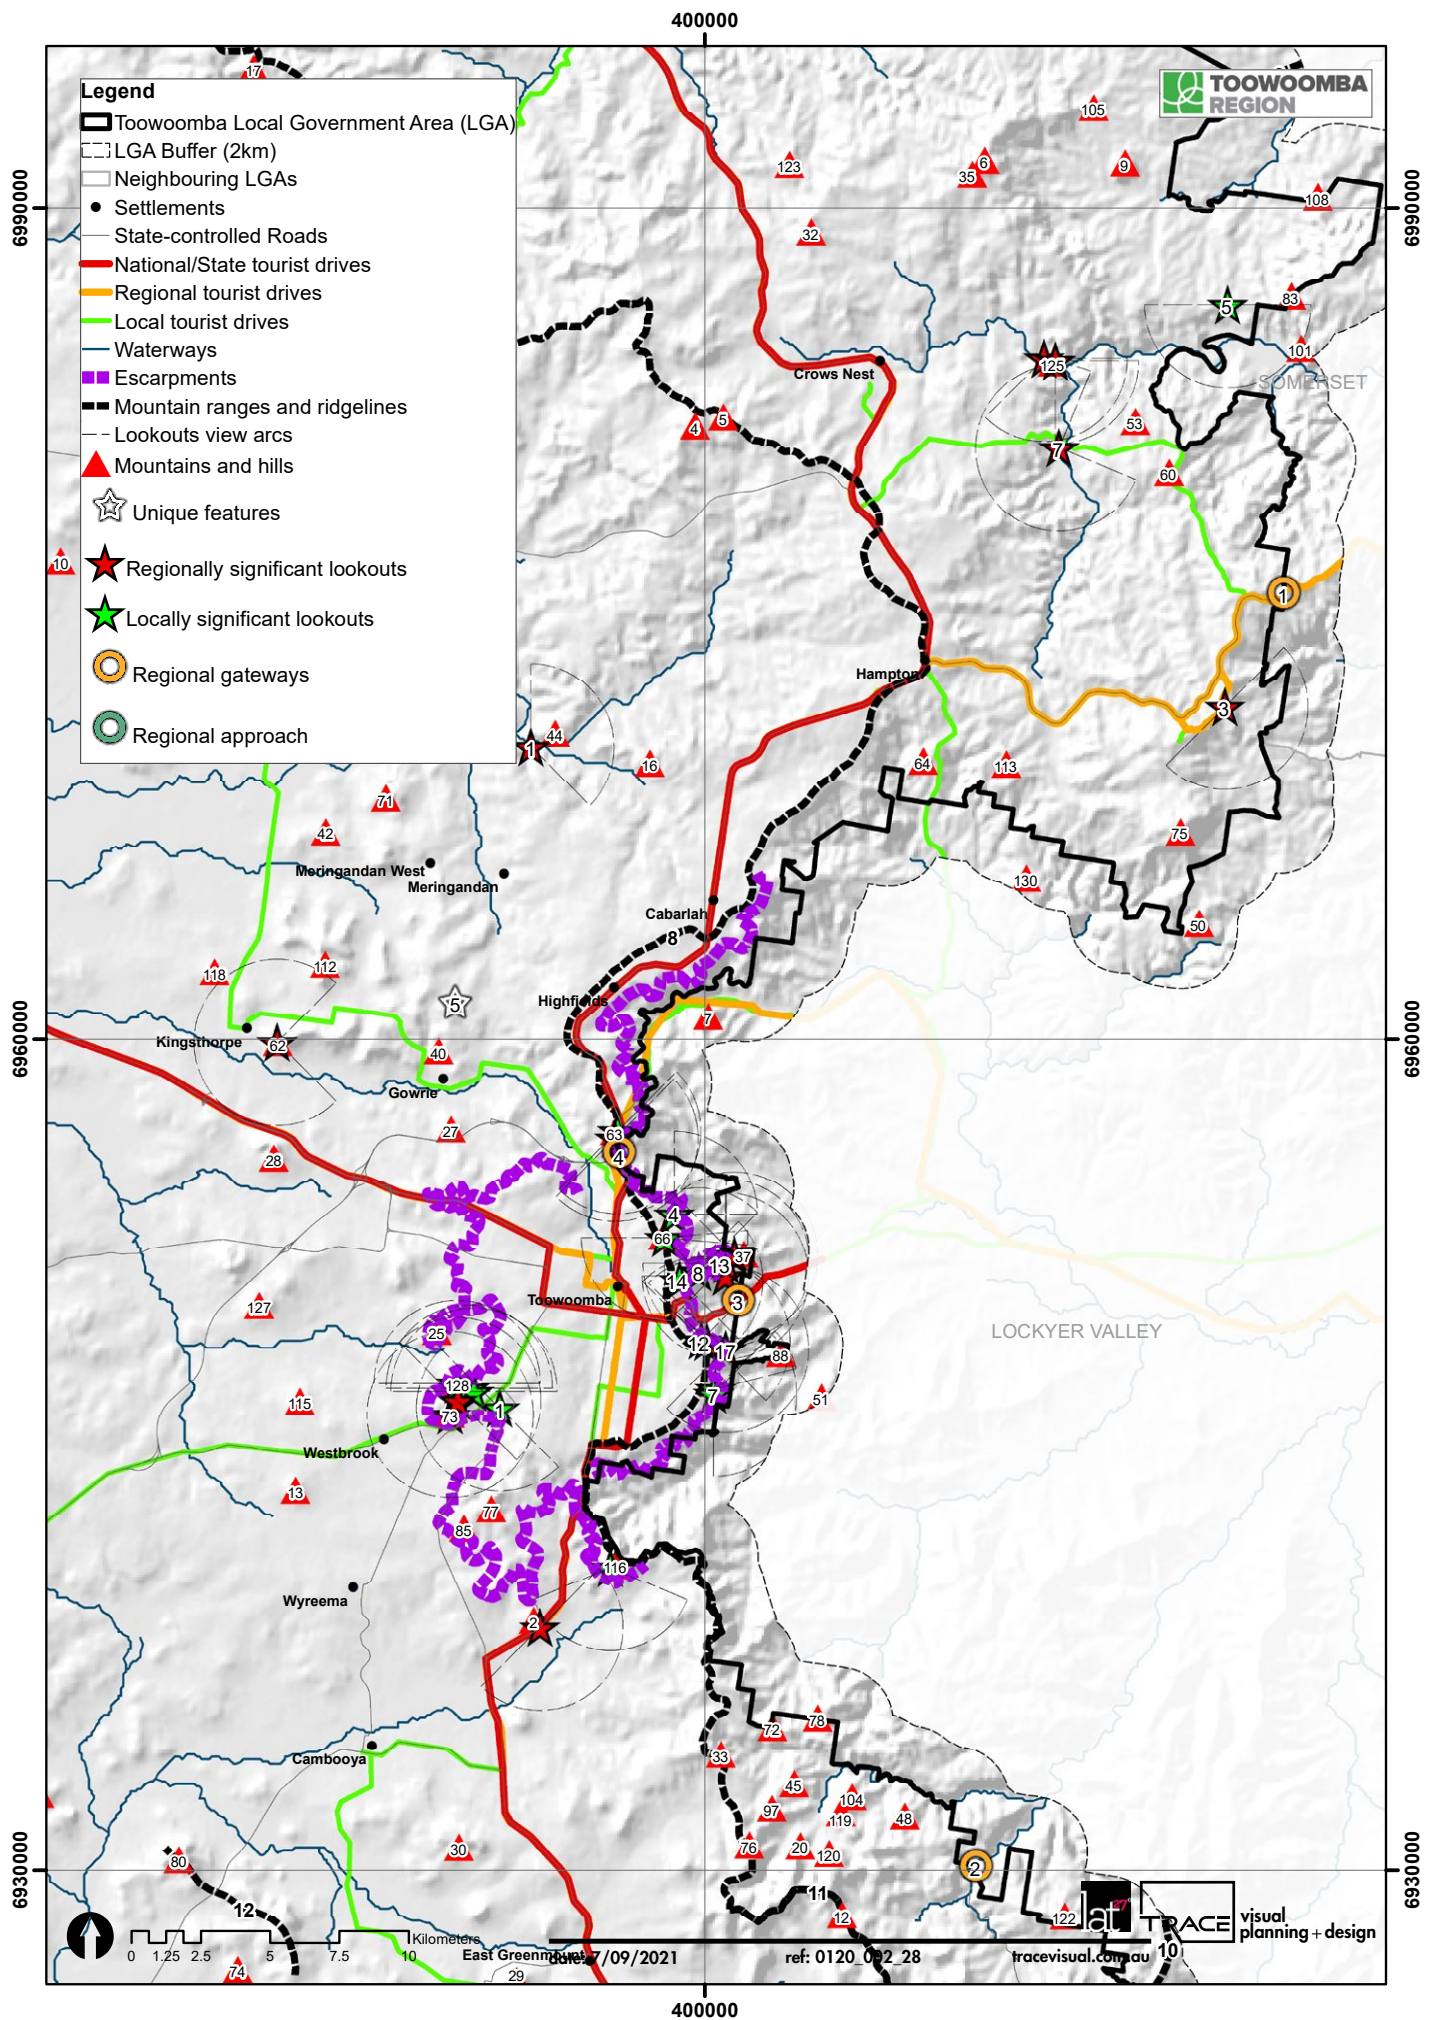 400000
17
Legend
Toowoomba Local Government Area (LGA)
LGA Buffer (2km)
Neighbouring LGAs
Settlements
State-controlled Roads
National/State tourist drives
Regional tourist drives
Local tourist drives
Waterways
Escarpments
Mountain ranges and ridgelines
Lookouts view arcs
Mountains and hills
Unique features
Regionally significant lookouts
Locally significant lookouts
Regional gateways
Regional approach
TOOWOOMBA
REGION
105
123
6
35
9
108
6990000
6990000
32
5
83
101
SOMERSET
125
Crows Nest
4
5
53
7
60
10
1
Hampton
3
1
44
16
64
113
71
42
75
Meringandan West
Meringandan
130
Cabarlah
50
8
118
112
5
Highfields
7
Kingsthorpe
62
40
6960000
6960000
Gowrie
27
63
28
4
4
66
37
13
8
14
3
127
Toowoomba
25
12
17
88
LOCKYER VALLEY
128
115
73
1
7
51
Westbrook
13
77
85
116
Wyreema
2
72
78
Cambooya
33
45
97
104
119
48
30
76
20
120
80
2
6930000
6930000
12
11
12
122
lat27°
TRACE
visual
planning+design
Kilometers
0 1.25 2.5 5 7.5 10
East Greenmount
date: 7/09/2021
ref: 0120_002_28
tracevisual.com.au
10
74
29
400000